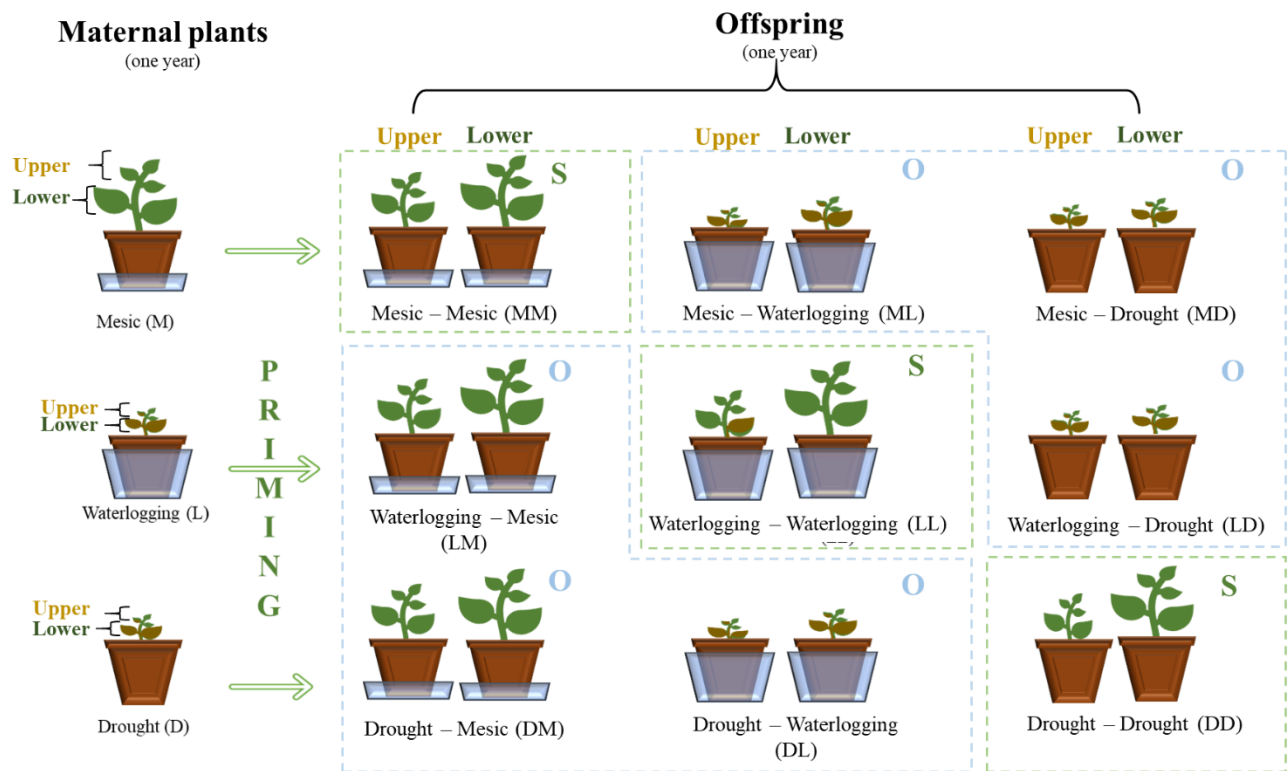 Maternal plants
(one year)
Offspring
(one year)
Upper
Lower
Upper
Lower
Upper
Lower
Upper
Lower
Mesic (M)
S
Mesic – Mesic (MM)
O
Mesic – Waterlogging (ML)
O
Mesic – Drought (MD)
PRIMING
Upper
Lower
Waterlogging (L)
O
Waterlogging – Mesic
(LM)
S
Waterlogging – Waterlogging (LL)
O
Waterlogging – Drought (LD)
Upper
Lower
Drought (D)
O
Drought – Mesic (DM)
O
Drought – Waterlogging
(DL)
S
Drought – Drought (DD)